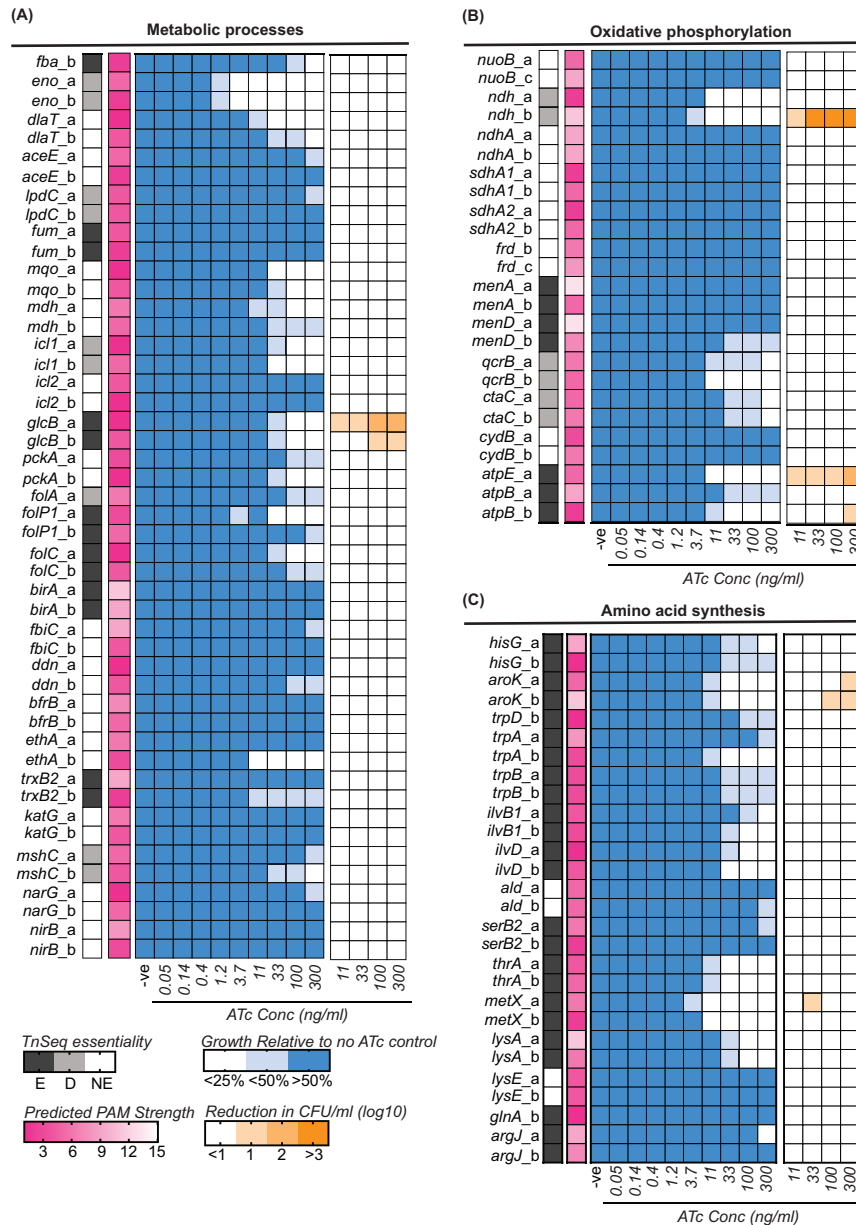 (A)
Metabolic processes
fba_b
eno_a
eno_b
dlaT_a
dlaT_b
aceE_a
aceE_b
lpdC_a
lpdC_b
fum_a
fum_b
mqo_a
mqo_b
mdh_a
mdh_b
icl1_a
icl1_b
icl2_a
icl2_b
glcB_a
glcB_b
pckA_a
pckA_b
folA_a
folP1_a
folP1_b
folC_a
folC_b
birA_a
birA_b
fbiC_a
fbiC_b
ddn_a
ddn_b
bfrB_a
bfrB_b
ethA_a
ethA_b
trxB2_a
trxB2_b
katG_a
katG_b
mshC_a
mshC_b
narG_a
narG_b
nirB_a
nirB_b
-ve 0.05 0.14 0.4 1.2 3.7 11 33 100 300 11 33 100 300
ATc Conc (ng/ml)
TnSeq essentiality
E D NE
Growth Relative to no ATc control
<25% <50% >50%
Predicted PAM Strength
3 6 9 12 15
Reduction in CFU/ml (log10)
<1 1 2 >3
(B)
Oxidative phosphorylation
nuoB_a
nuoB_c
ndh_a
ndh_b
ndhA_a
ndhA_b
sdhA1_a
sdhA1_b
sdhA2_a
sdhA2_b
frd_b
frd_c
menA_a
menA_b
menD_a
menD_b
qcrB_a
qcrB_b
ctaC_a
ctaC_b
cydB_a
cydB_b
atpE_a
atpB_a
atpB_b
-ve 0.05 0.14 0.4 1.2 3.7 11 33 100 300 11 33 100 300
ATc Conc (ng/ml)
(C)
Amino acid synthesis
hisG_a
hisG_b
aroK_a
aroK_b
trpD_b
trpA_a
trpA_b
trpB_a
trpB_b
ilvB1_a
ilvB1_b
ilvD_a
ilvD_b
ald_a
ald_b
serB2_a
serB2_b
thrA_a
thrA_b
metX_a
metX_b
lysA_a
lysA_b
lysE_a
lysE_b
glnA_b
argJ_a
argJ_b
-ve 0.05 0.14 0.4 1.2 3.7 11 33 100 300 11 33 100 300
ATc Conc (ng/ml)